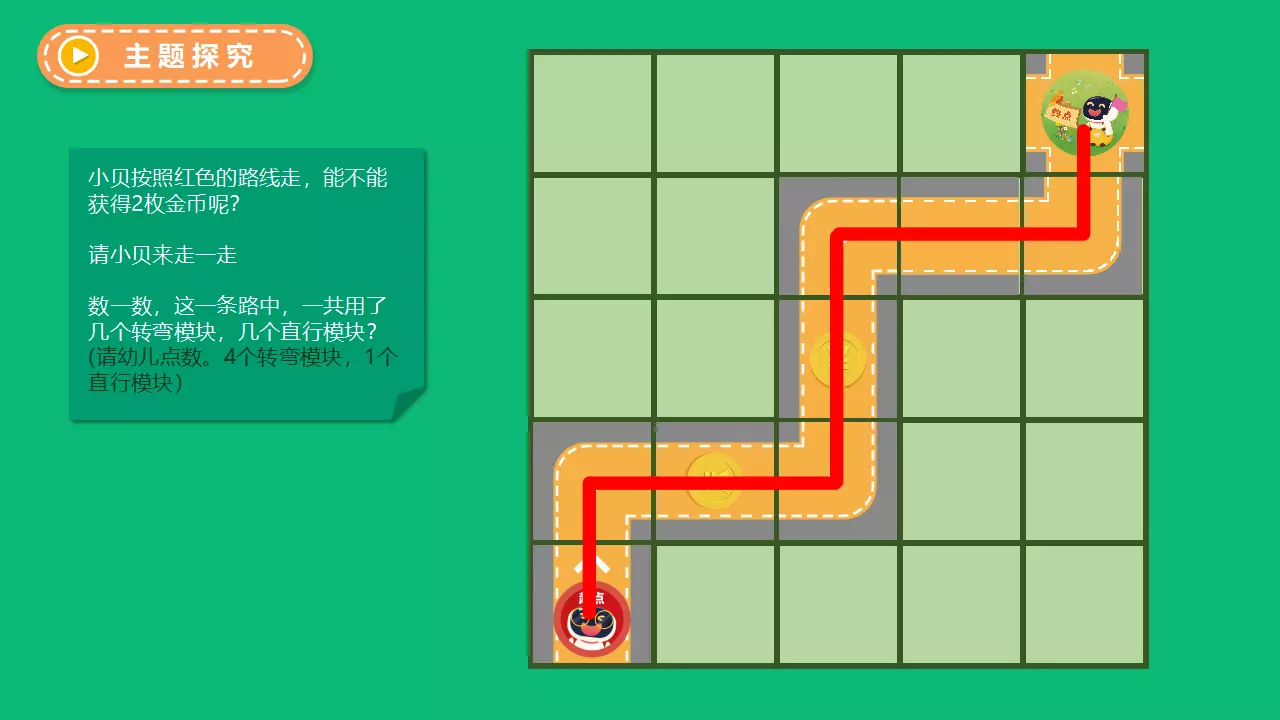 主题探究
小贝按照红色的路线走，能不能
获得2枚金币呢？
请小贝来走一走
数一数，这一条路中，一共用了
几个转弯模块，几个直行模块？
(请幼儿点数。4个转弯模块，1个
直行模块）
终点